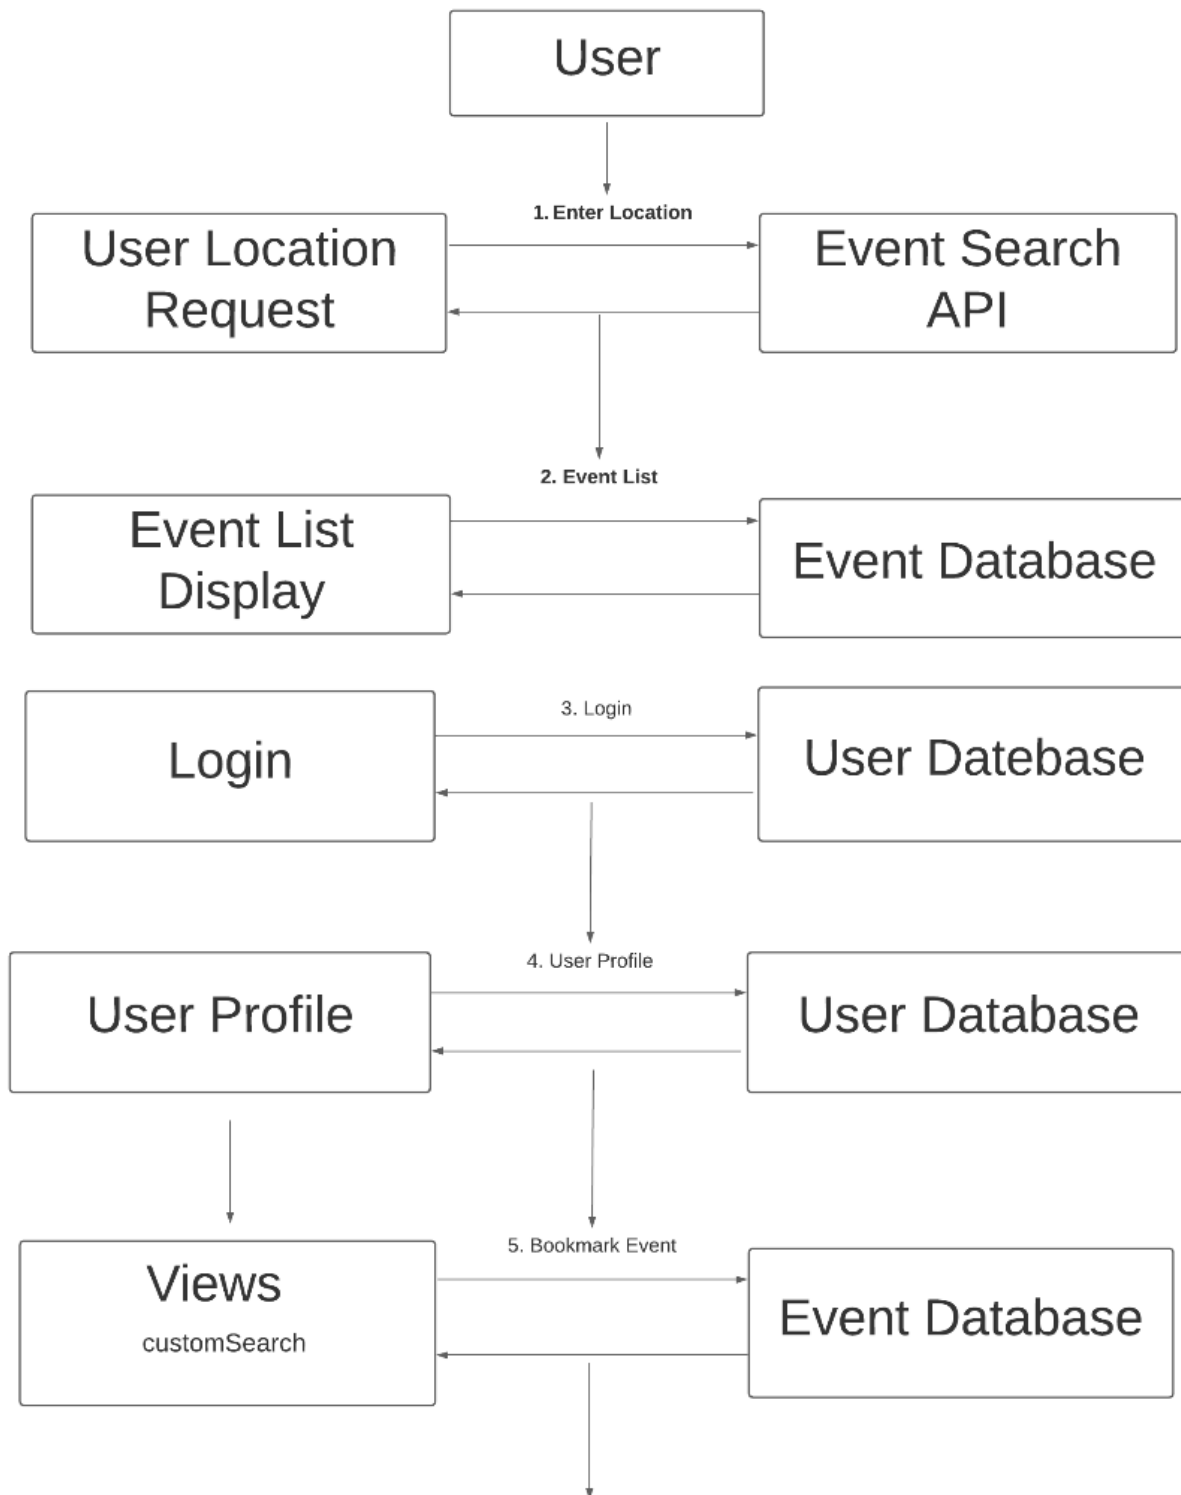 User
1. Enter Location
User Location
Request
Event Search
API
2. Event List
Event List
Display
Event Database
3. Login
Login
User Datebase
4. User Profile
User Profile
User Database
5. Bookmark Event
Views
customSearch
Event Database